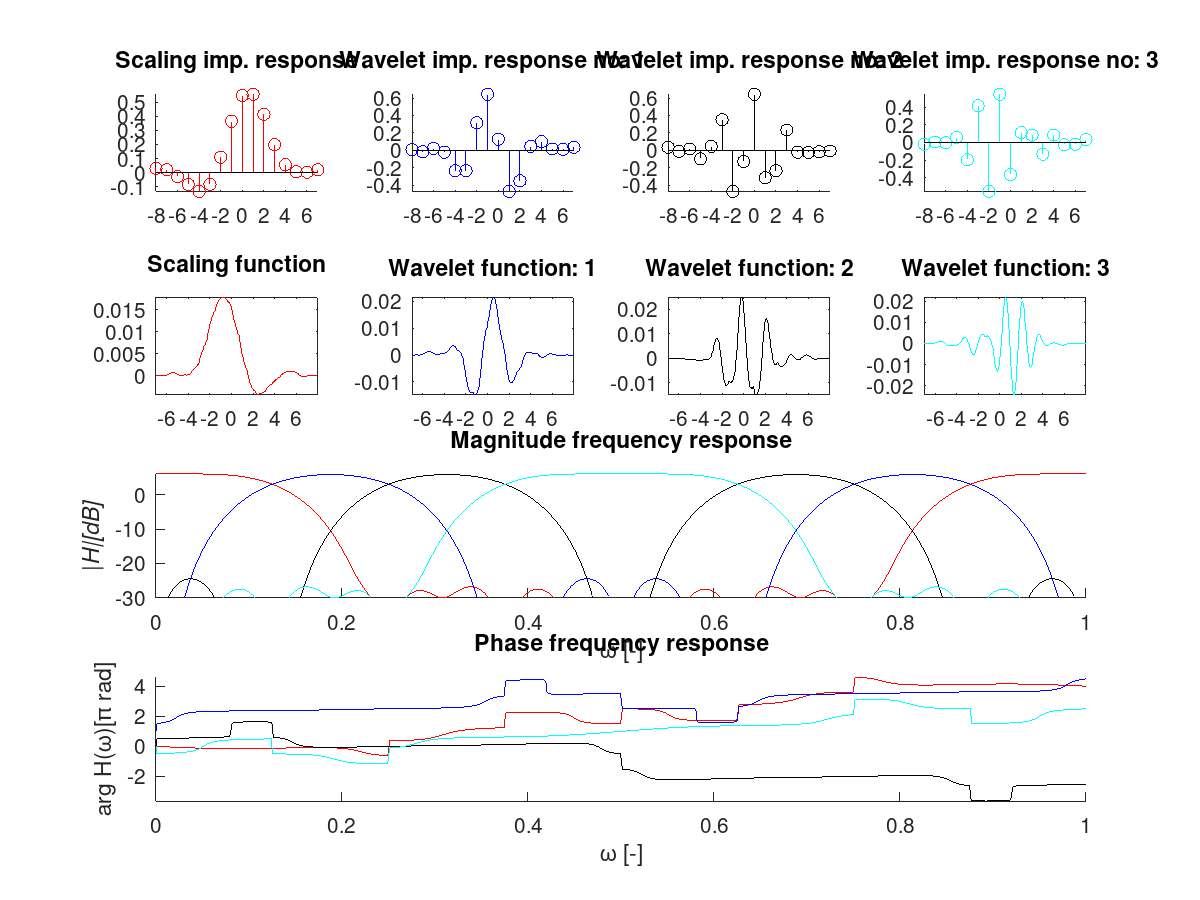 Scaling imp. response
Wavelet imp. response no: 1
Wavelet imp. response no: 2
Wavelet imp. response no: 3
0.5
0.4
0.3
0.2
0.1
0
-0.1
-8 -6 -4 -2 0 2 4 6
0.6
0.4
0.2
0
-0.2
-0.4
-8 -6 -4 -2 0 2 4 6
0.6
0.4
0.2
0
-0.2
-0.4
-8 -6 -4 -2 0 2 4 6
0.4
0.2
0
-0.2
-0.4
-8 -6 -4 -2 0 2 4 6
Scaling function
Wavelet function: 1
Wavelet function: 2
Wavelet function: 3
0.015
0.01
0.005
0
-6 -4 -2 0 2 4 6
0.02
0.01
0
-0.01
-6 -4 -2 0 2 4 6
0.02
0.01
0
-0.01
-6 -4 -2 0 2 4 6
0.02
0.01
0
-0.01
-0.02
-6 -4 -2 0 2 4 6
Magnitude frequency response
|H|[dB]
0
-10
-20
-30
0 0.2 0.4 0.6 0.8 1
ω [-]
Phase frequency response
arg H(ω)[π rad]
4
2
0
-2
0 0.2 0.4 0.6 0.8 1
ω [-]